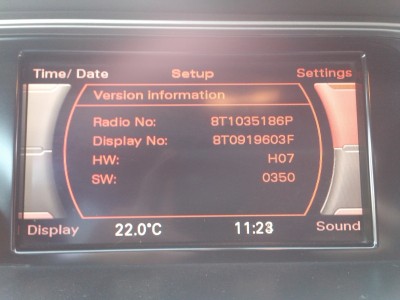 Time/ Date Setup Settings
Version information
Radio No: 8T1035186P
Display No: 8T0919603F
HW: H07
SW: 0350
Display 22.0°C 11:23 Sound